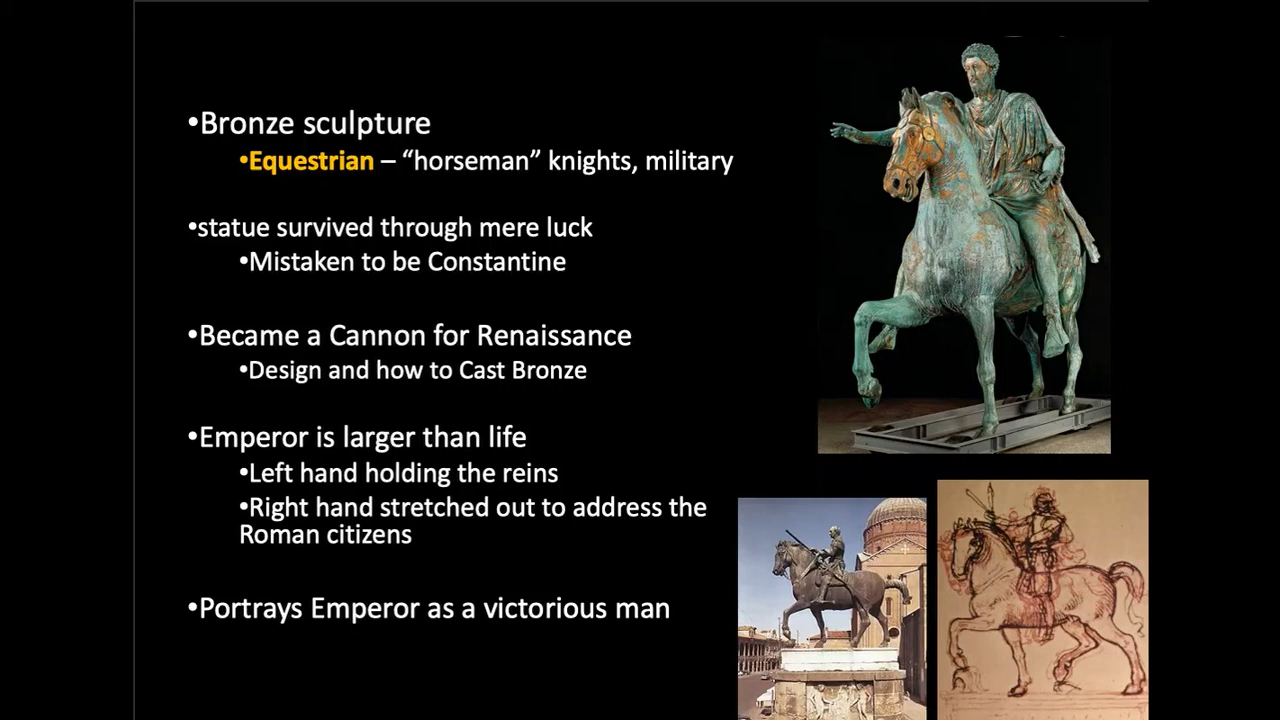 •Bronze sculpture
•Equestrian – “horseman” knights, military
•statue survived through mere luck
•Mistaken to be Constantine
•Became a Cannon for Renaissance
•Design and how to Cast Bronze
•Emperor is larger than life
•Left hand holding the reins
•Right hand stretched out to address the
Roman citizens
•Portrays Emperor as a victorious man